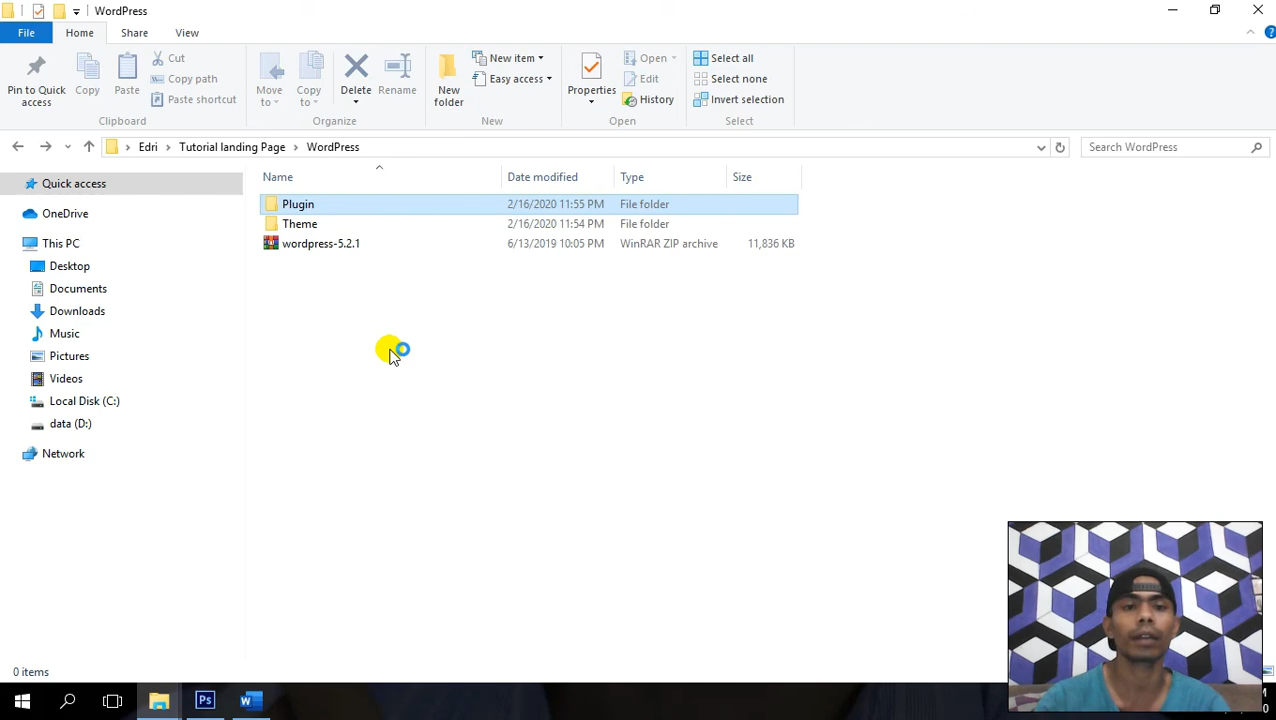 WordPress
File Home Share View
Pin to Quick access
Copy
Paste
Cut
Copy path
Paste shortcut
Clipboard
Move to
Copy to
Delete
Rename
Organize
New folder
New item
Easy access
New
Properties
Open
Edit
History
Open
Select all
Select none
Invert selection
Select
Edri > Tutorial landing Page > WordPress
Search WordPress
Name Date modified Type Size
Plugin 2/16/2020 11:55 PM File folder
Theme 2/16/2020 11:54 PM File folder
wordpress-5.2.1 6/13/2019 10:05 PM WinRAR ZIP archive 11,836 KB
Quick access
OneDrive
This PC
Desktop
Documents
Downloads
Music
Pictures
Videos
Local Disk (C:)
data (D:)
Network
0 items
Ps
W